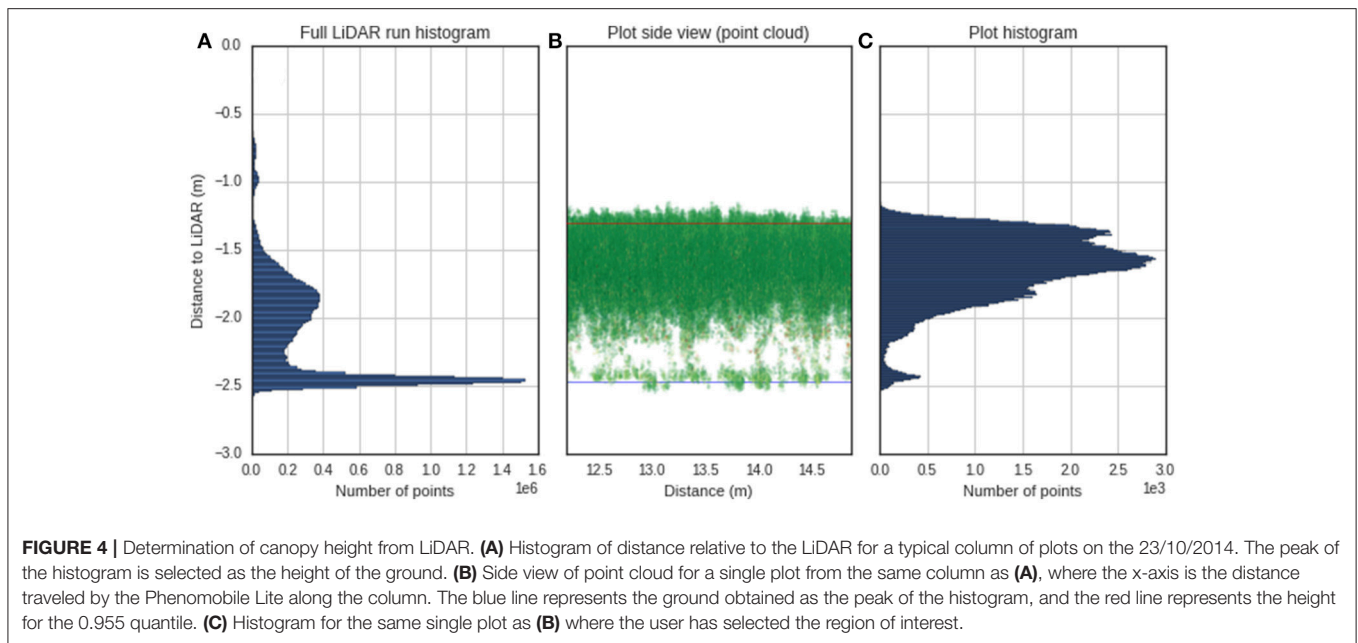 A
Full LiDAR run histogram
B
Plot side view (point cloud)
C
Plot histogram
0.0
−0.5
−1.0
−1.5
−2.0
−2.5
−3.0
Distance to LiDAR (m)
0.0 0.2 0.4 0.6 0.8 1.0 1.2 1.4 1.6
Number of points
1e6
12.5 13.0 13.5 14.0 14.5
Distance (m)
0.0 0.5 1.0 1.5 2.0 2.5 3.0
Number of points
1e3
FIGURE 4 | Determination of canopy height from LiDAR. (A) Histogram of distance relative to the LiDAR for a typical column of plots on the 23/10/2014. The peak of
the histogram is selected as the height of the ground. (B) Side view of point cloud for a single plot from the same column as (A), where the x-axis is the distance
traveled by the Phenomobile Lite along the column. The blue line represents the ground obtained as the peak of the histogram, and the red line represents the height
for the 0.955 quantile. (C) Histogram for the same single plot as (B) where the user has selected the region of interest.